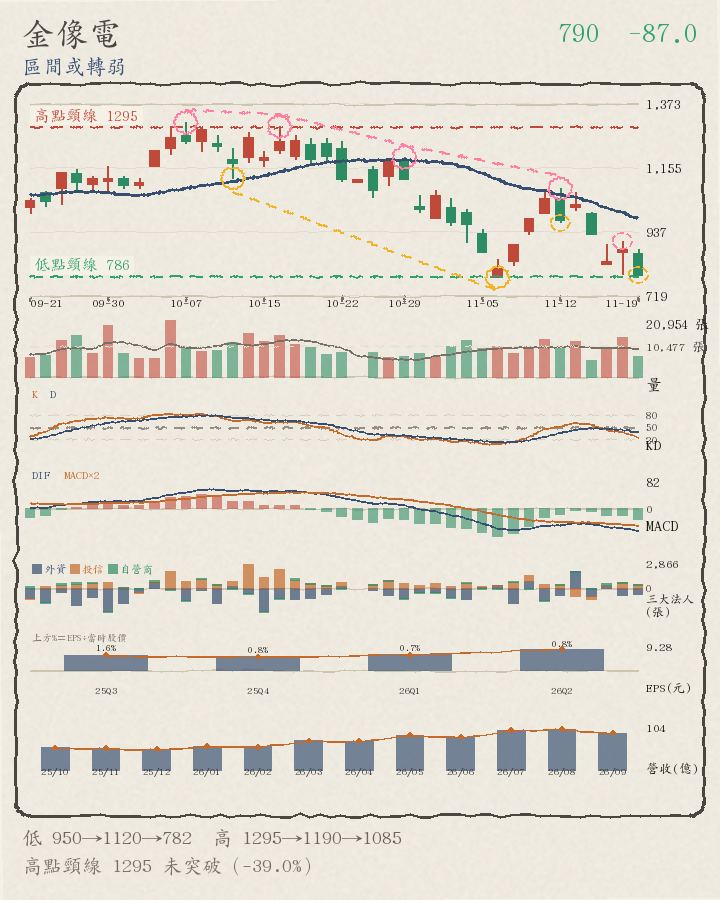 金像電
790 -87.0
區間或轉弱
1,373
高點頸線 1295
1,155
937
低點頸線 786
719
09-21 09-30 10-07 10-15 10-22 10-29 11-05 11-12 11-19
20,954 張
10,477 張
量
K D
80
50
20
KD
DIF MACD×2
82
0
MACD
外資 投信 自營商
2,866
0
三大法人
(張)
上方%=EPS÷當時股價
1.6% 0.8% 0.7% 0.8%
9.28
25Q3 25Q4 26Q1 26Q2
EPS(元)
104
25/10 25/11 25/12 26/01 26/02 26/03 26/04 26/05 26/06 26/07 26/08 26/09
營收(億)
低 950→1120→782 高 1295→1190→1085
高點頸線 1295 未突破 (-39.0%)